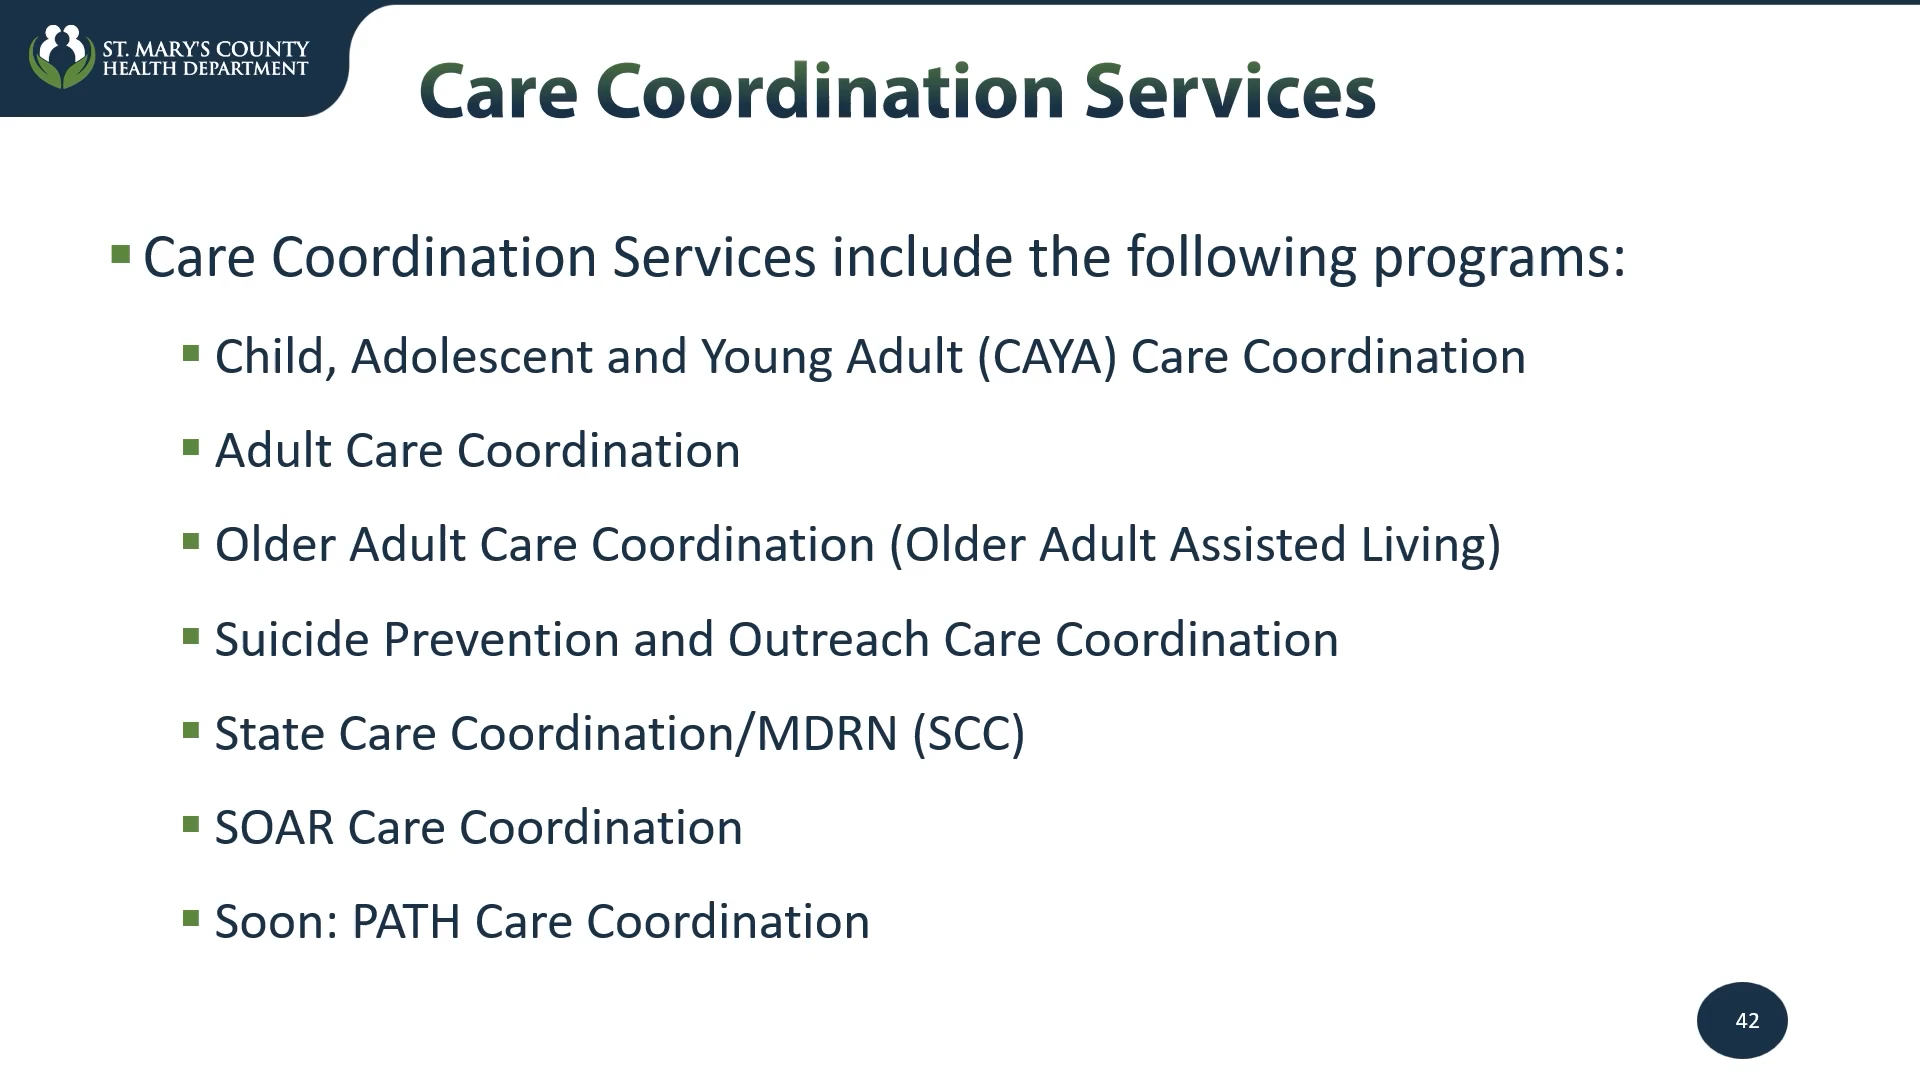 ST. MARY'S COUNTY
HEALTH DEPARTMENT
Care Coordination Services
Care Coordination Services include the following programs:
Child, Adolescent and Young Adult (CAYA) Care Coordination
Adult Care Coordination
Older Adult Care Coordination (Older Adult Assisted Living)
Suicide Prevention and Outreach Care Coordination
State Care Coordination/MDRN (SCC)
SOAR Care Coordination
Soon: PATH Care Coordination
42